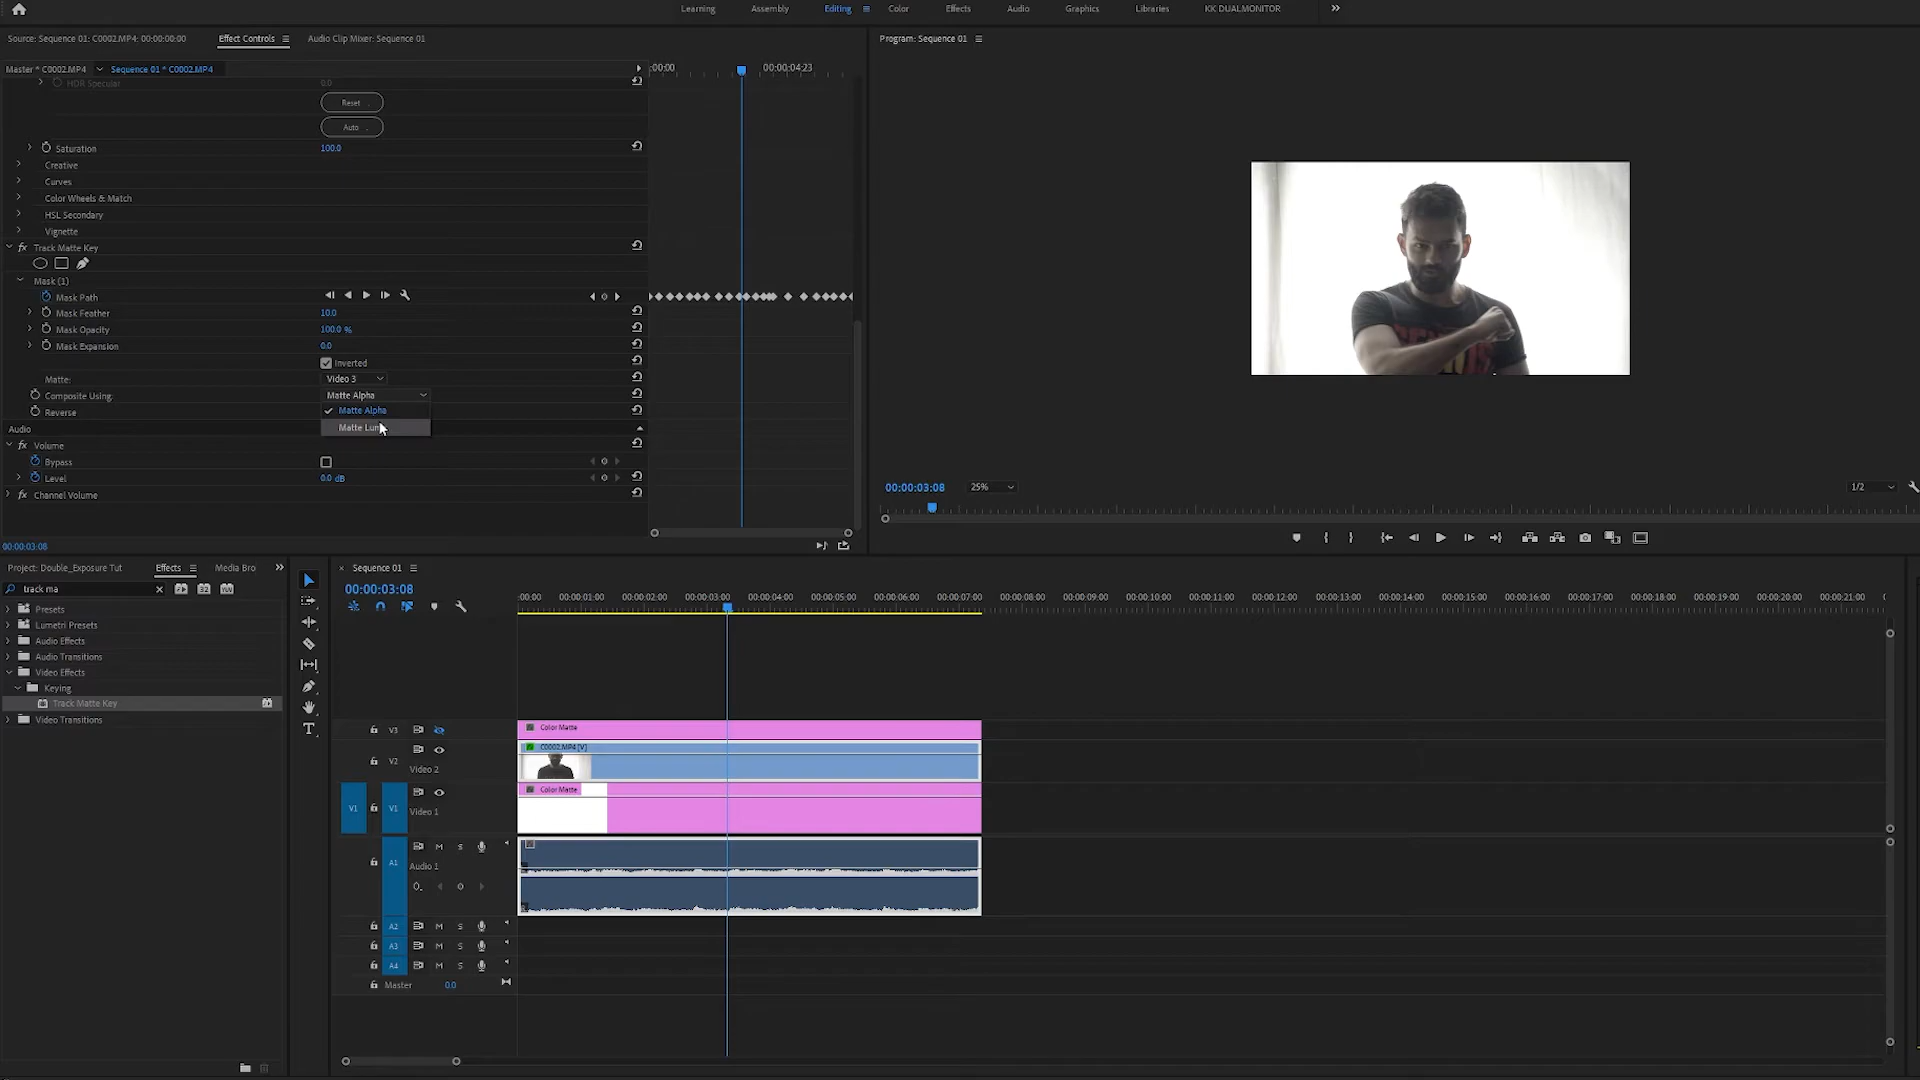 Learning Assembly Editing Color Effects Audio Graphics Libraries KK DUALMONITOR
Source: Sequence 01: C0002.MP4: 00:00:00:00 Effect Controls Audio Clip Mixer: Sequence 01
Program: Sequence 01
Master * C0002.MP4 Sequence 01 * C0002.MP4
:00:00 00:00:04:23
HDR Specular 0.0
Reset
Auto
Saturation 100.0
Creative
Curves
Color Wheels & Match
HSL Secondary
Vignette
fx Track Matte Key
Mask (1)
Mask Path
Mask Feather 10.0
Mask Opacity 100.0 %
Mask Expansion 0.0
Inverted
Matte: Video 3
Composite Using: Matte Alpha
Reverse Matte Alpha
Matte
Audio
fx Volume
Bypass
Level 0.0 dB
fx Channel Volume
00:00:03:08
00:00:03:08 25% 1/2
Project: Double_Exposure Tut Effects Media Bro
track ma
32 YUV
Presets
Lumetri Presets
Audio Effects
Audio Transitions
Video Effects
Keying
Track Matte Key
Video Transitions
Sequence 01
00:00:03:08
:00:00 00:00:01:00 00:00:02:00 00:00:03:00 00:00:04:00 00:00:05:00 00:00:06:00 00:00:07:00 00:00:08:00 00:00:09:00 00:00:10:00 00:00:11:00 00:00:12:00 00:00:13:00 00:00:14:00 00:00:15:00 00:00:16:00 00:00:17:00 00:00:18:00 00:00:19:00 00:00:20:00 00:00:21:00
V3 Color Matte
C0002.MP4 [V]
V2 Video 2
Color Matte
V1 V1 Video 1
M S
A1 Audio 1
A2 M S
A3 M S
A4 M S
Master 0.0